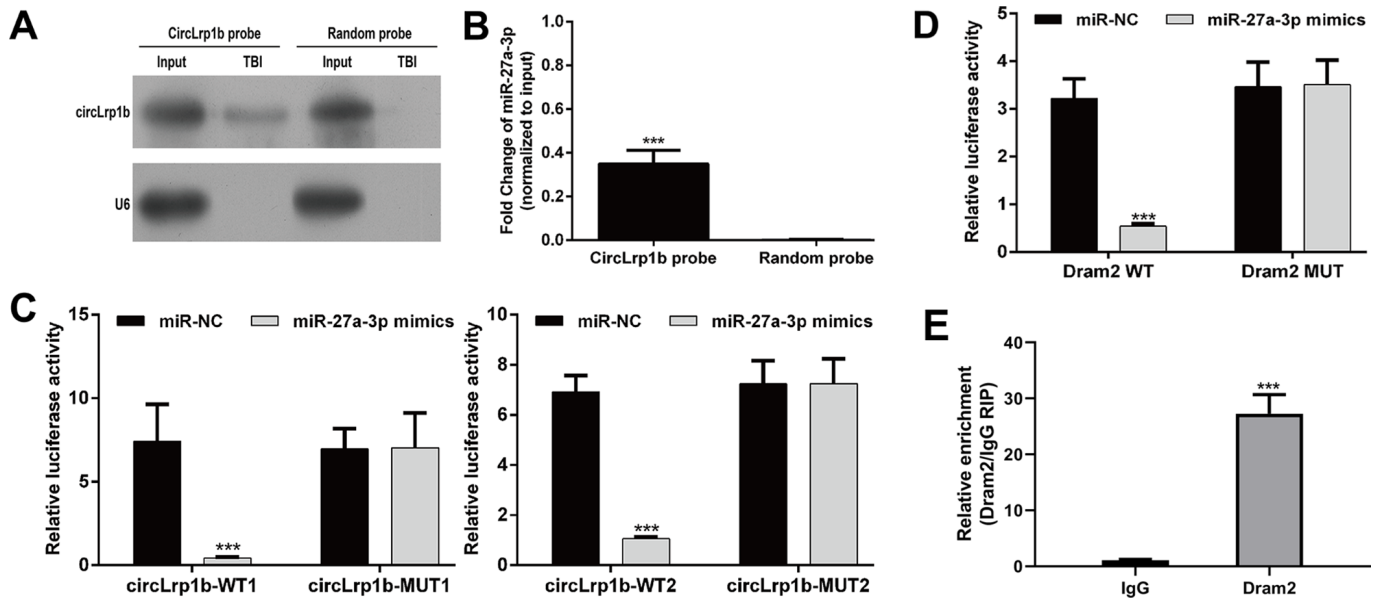 A
CircLrp1b probe Random probe
Input TBI Input TBI
circLrp1b
U6
B
Fold Change of miR-27a-3p
(normalized to input)
1.0
0.8
0.6
0.4
0.2
0.0
***
CircLrp1b probe Random probe
D
miR-NC miR-27a-3p mimics
Relative luciferase activity
5
4
3
2
1
0
***
Dram2 WT Dram2 MUT
C
miR-NC miR-27a-3p mimics
Relative luciferase activity
15
10
5
0
***
circLrp1b-WT1 circLrp1b-MUT1
miR-NC miR-27a-3p mimics
Relative luciferase activity
10
8
6
4
2
0
***
circLrp1b-WT2 circLrp1b-MUT2
E
Relative enrichment
(Dram2/IgG RIP)
40
30
20
10
0
***
IgG Dram2